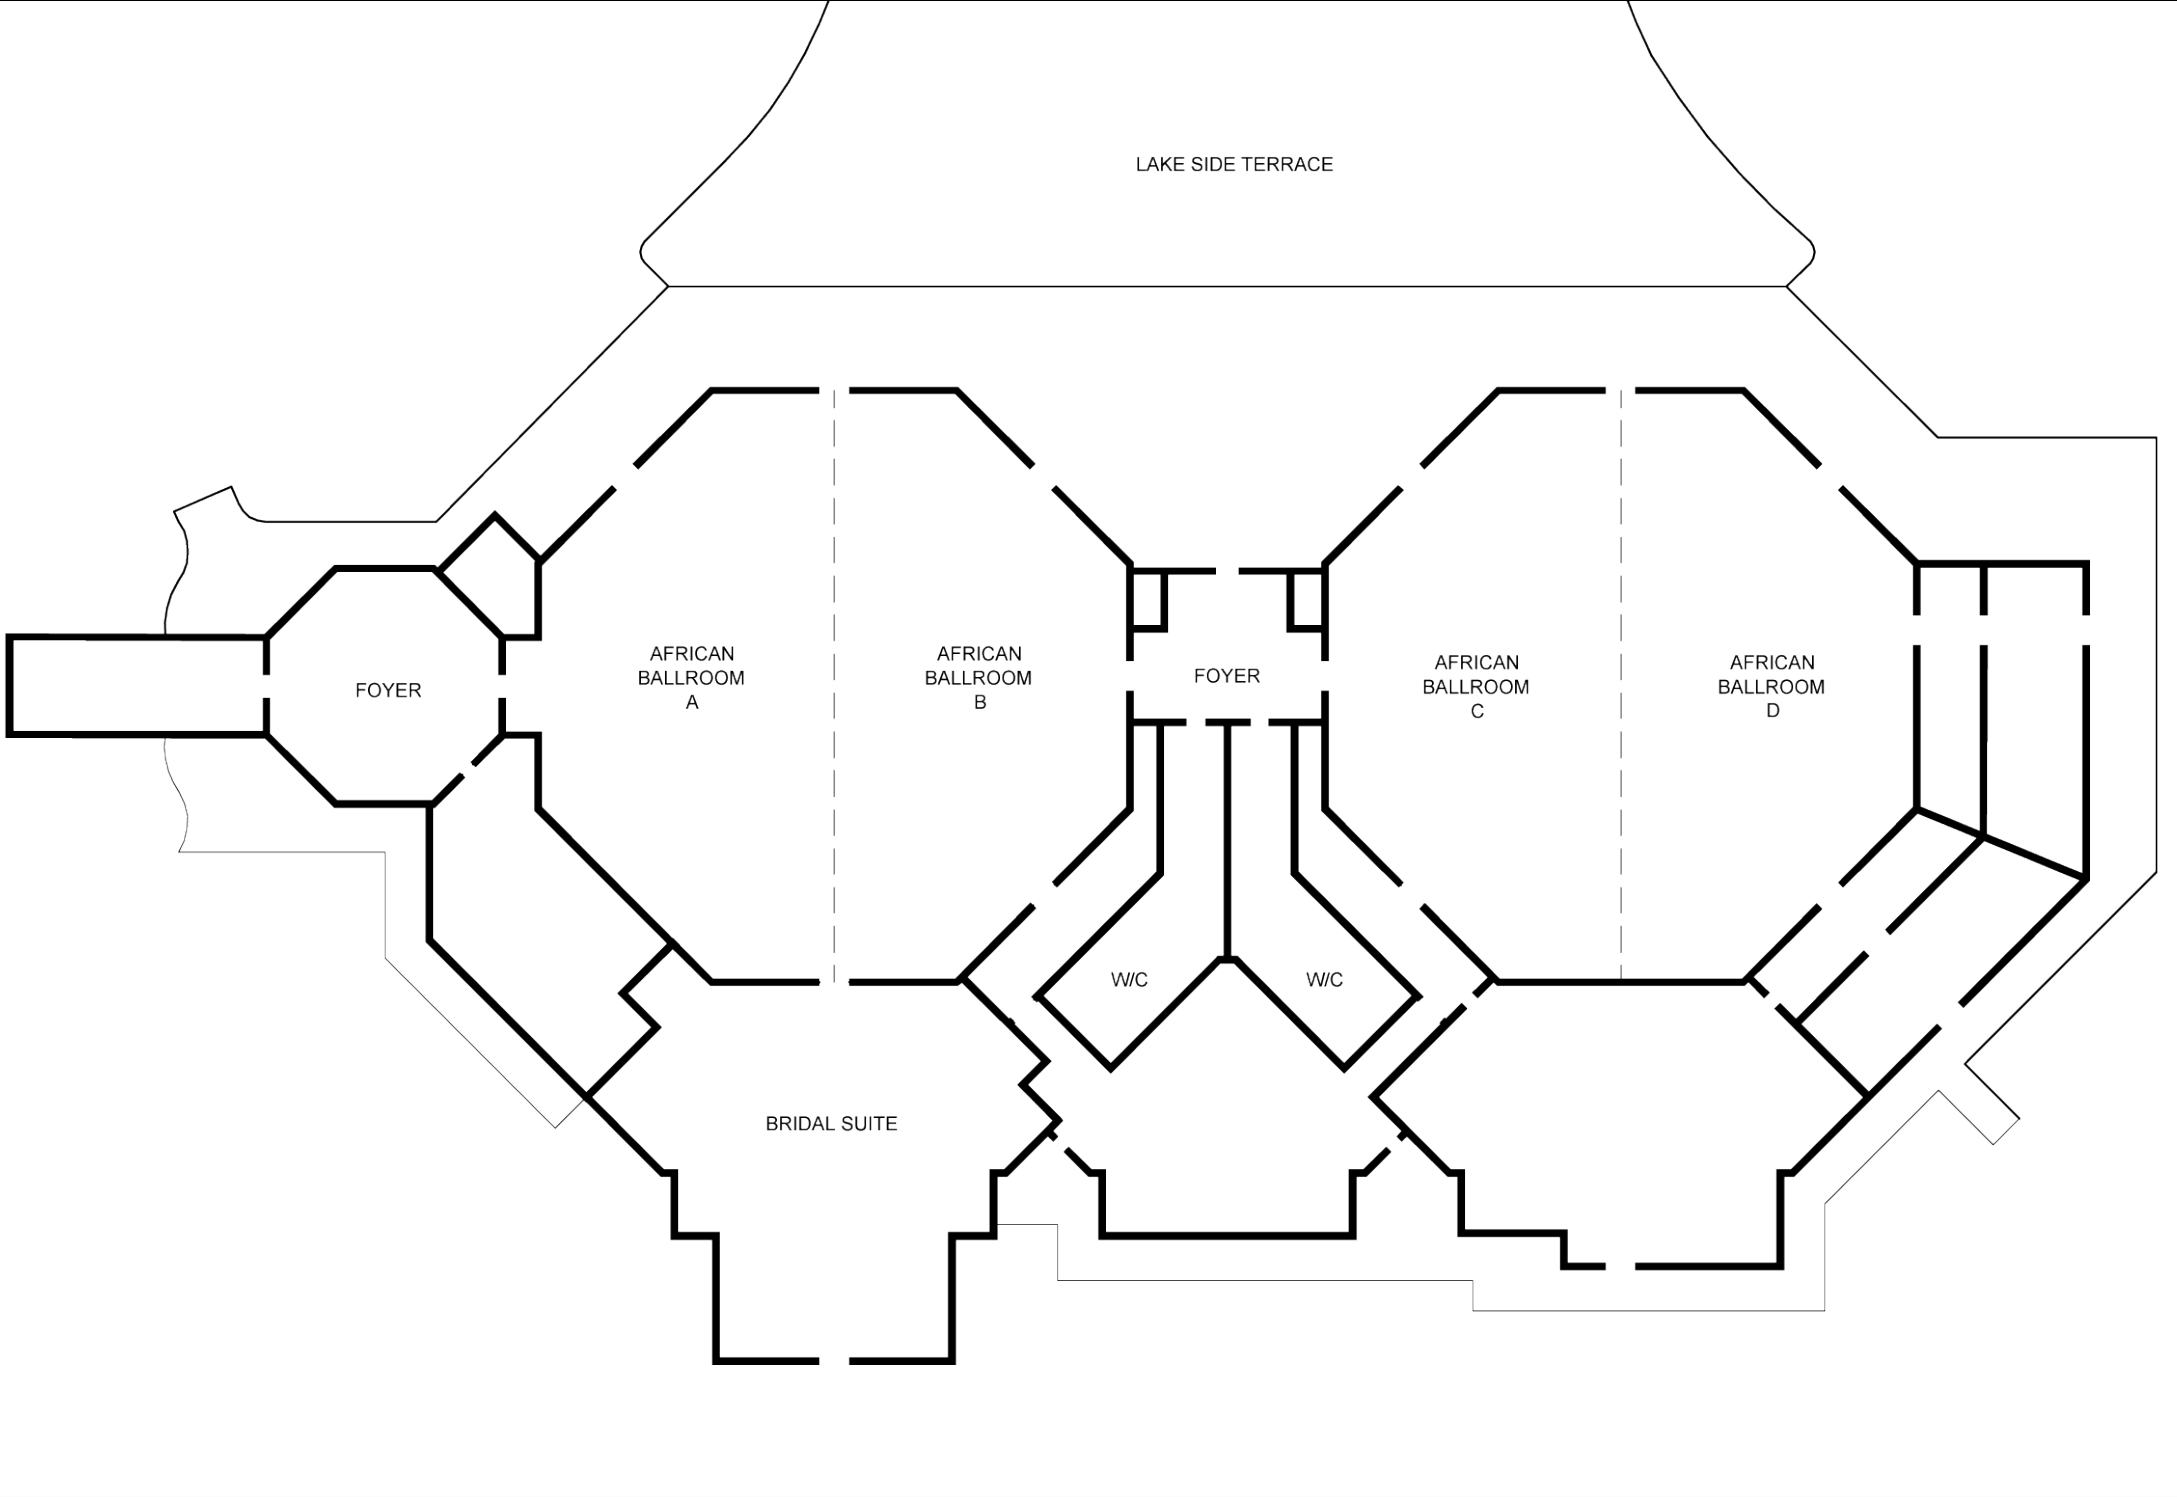 LAKE SIDE TERRACE
FOYER
AFRICAN
BALLROOM
A
AFRICAN
BALLROOM
B
FOYER
AFRICAN
BALLROOM
C
AFRICAN
BALLROOM
D
W/C
W/C
BRIDAL SUITE